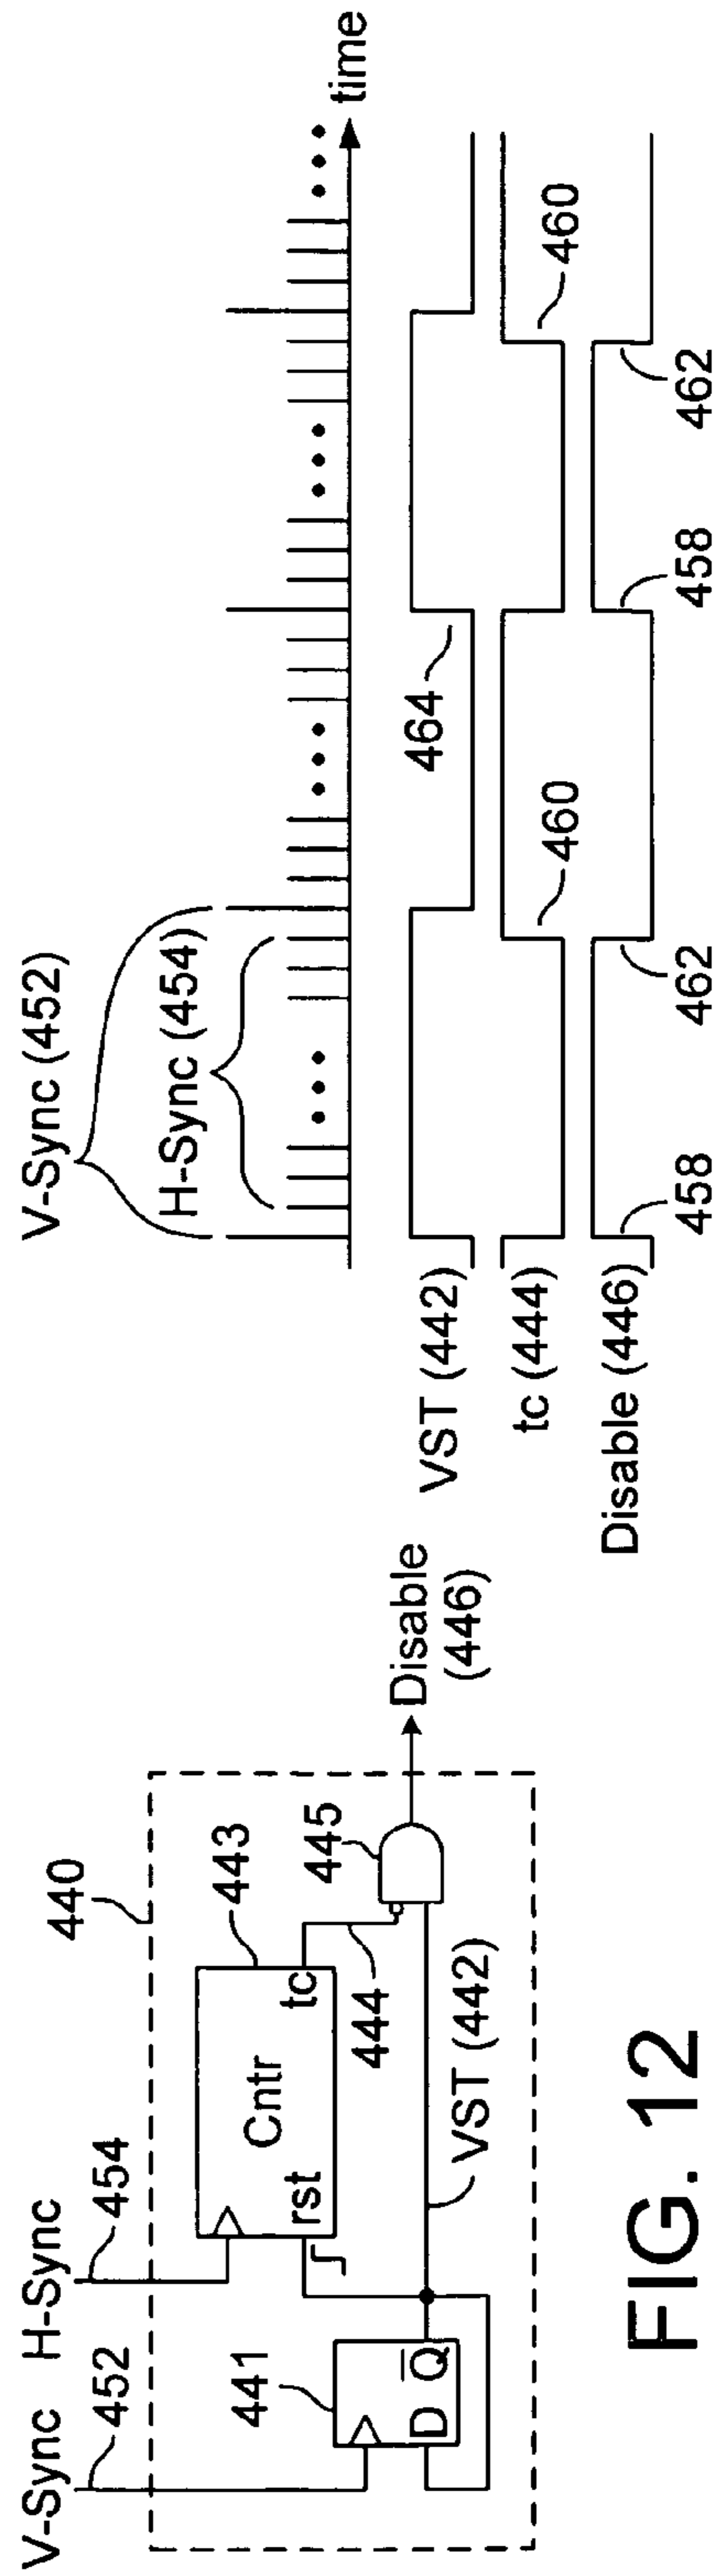 V-Sync H-Sync
452
454
440
443
Cntr
rst
tc
441
D Q̅
444
445
VST (442)
Disable
(446)
V-Sync (452)
H-Sync (454)
time
VST (442)
464
tc (444)
460
460
Disable (446)
458
462
458
462
FIG. 12